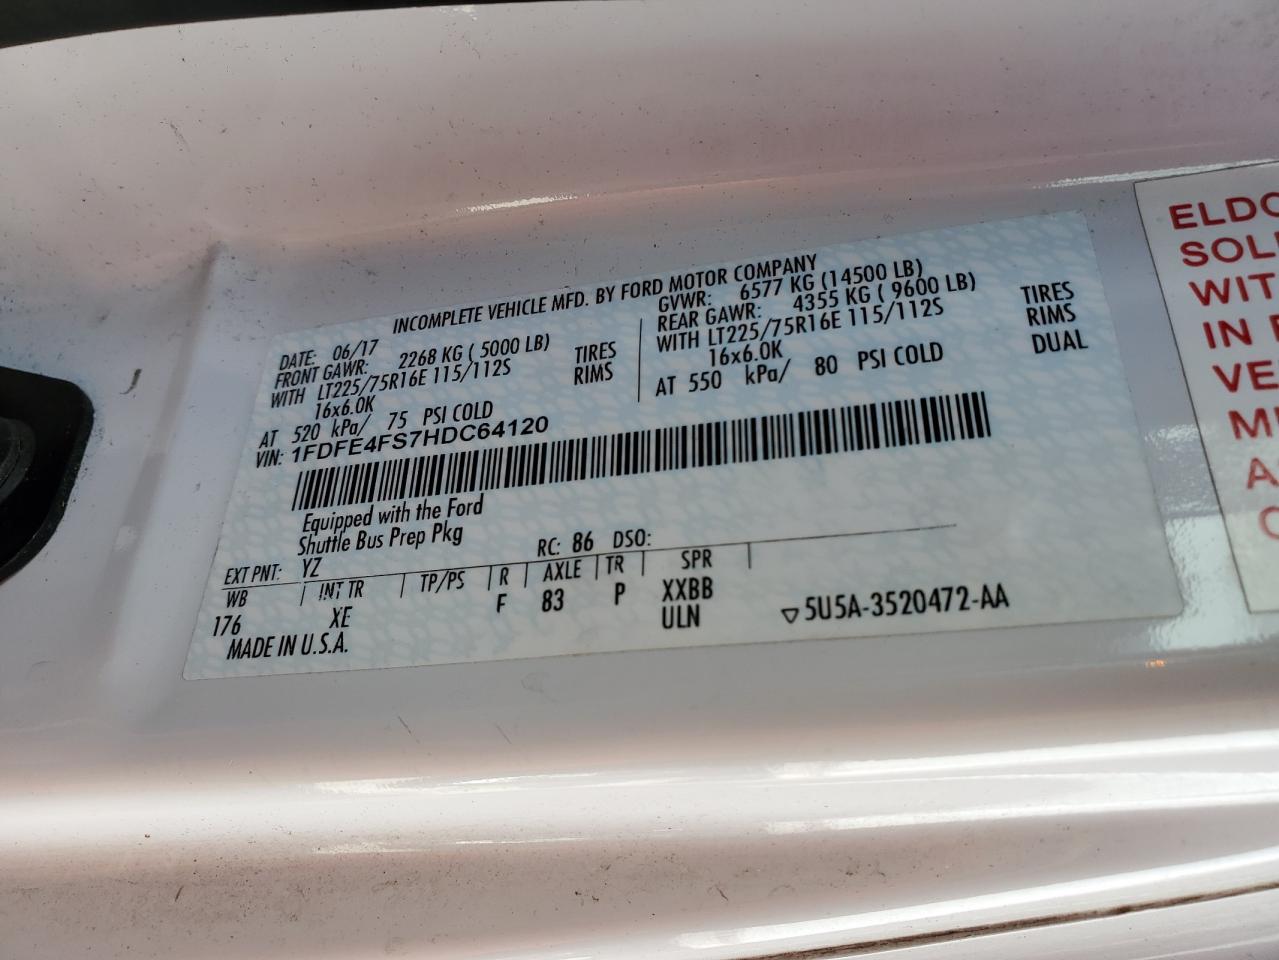 INCOMPLETE VEHICLE MFD. BY FORD MOTOR COMPANY
DATE: 06/17
GVWR: 6577 KG (14500 LB)
FRONT GAWR: 2268 KG ( 5000 LB)
REAR GAWR: 4355 KG ( 9600 LB)
WITH LT225/75R16E 115/112S TIRES
WITH LT225/75R16E 115/112S TIRES
16x6.0K RIMS
16x6.0K RIMS
AT 520 kPa/ 75 PSI COLD
AT 550 kPa/ 80 PSI COLD DUAL
VIN: 1FDFE4FS7HDC64120
Equipped with the Ford
Shuttle Bus Prep Pkg
EXT PNT: YZ RC: 86 DSO:
WB INT TR TP/PS R AXLE TR SPR
176 XE F 83 P XXBB
ULN
▽5U5A-3520472-AA
MADE IN U.S.A.
ELDO
SOL
WIT
IN
VE
M
A